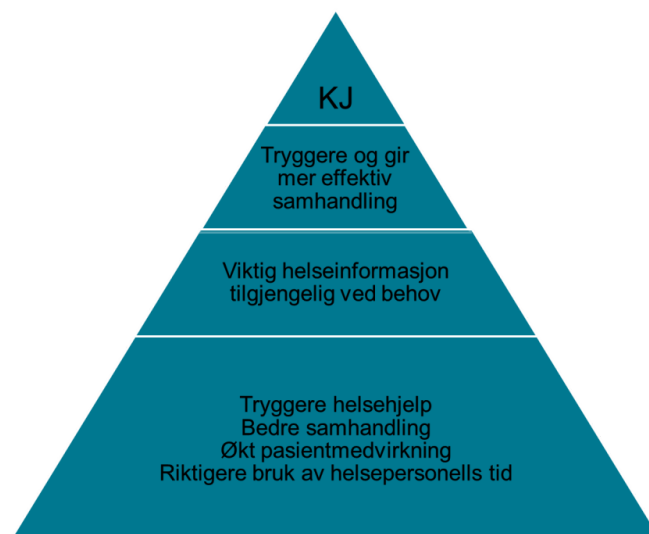 KJ
Tryggere og gir
mer effektiv
samhandling
Viktig helseinformasjon
tilgjengelig ved behov
Tryggere helsehjelp
Bedre samhandling
Økt pasientmedvirkning
Riktigere bruk av helsepersonells tid